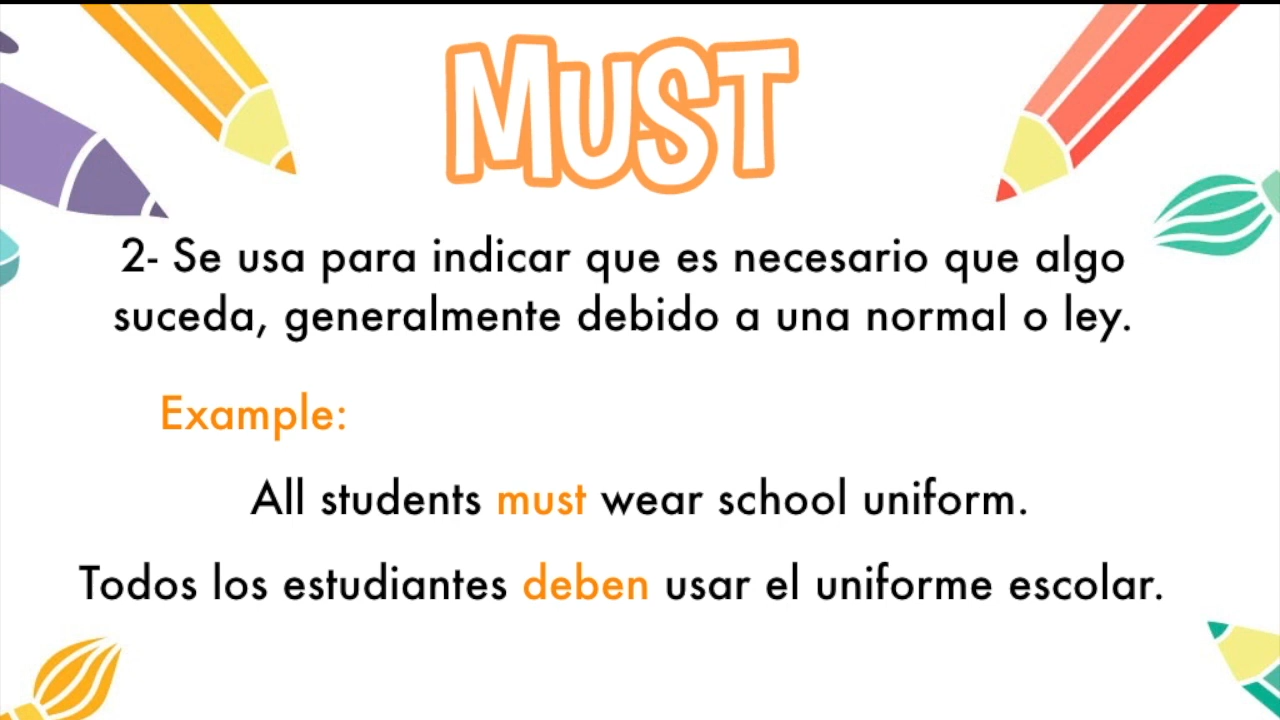 MUST
2- Se usa para indicar que es necesario que algo
suceda, generalmente debido a una normal o ley.
Example:
All students must wear school uniform.
Todos los estudiantes deben usar el uniforme escolar.